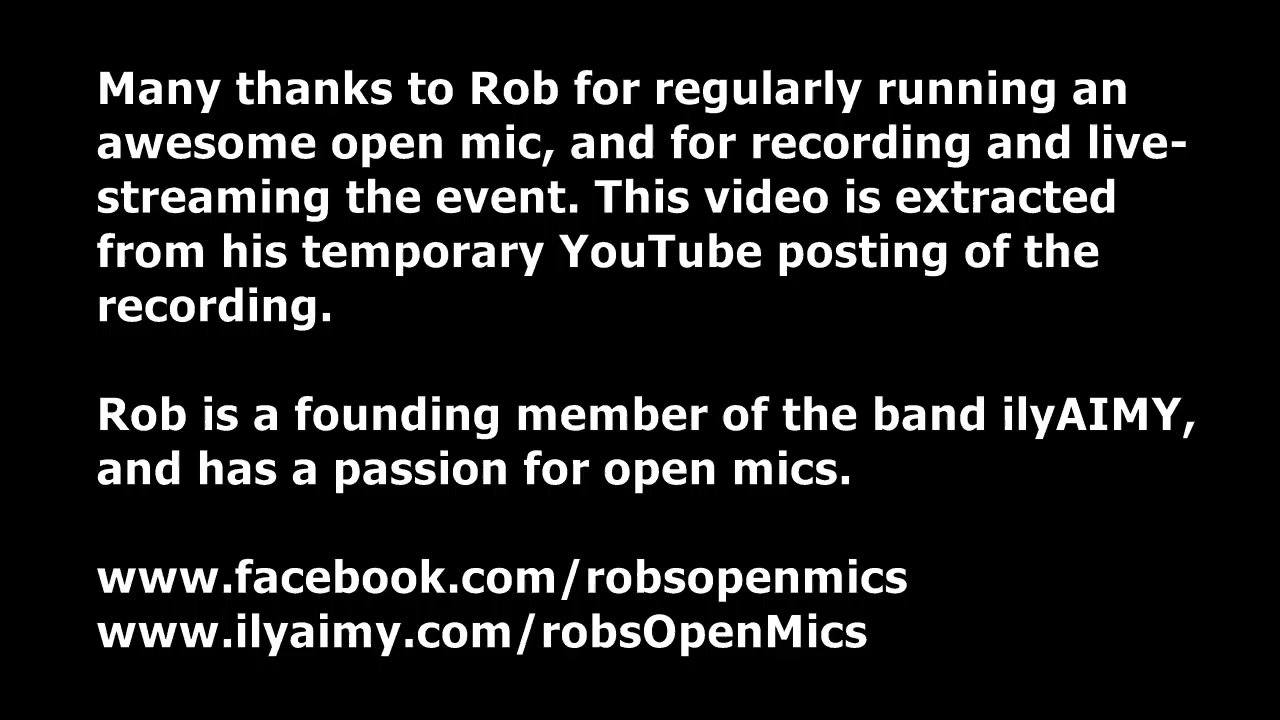 Many thanks to Rob for regularly running an
awesome open mic, and for recording and live-
streaming the event. This video is extracted
from his temporary YouTube posting of the
recording.
Rob is a founding member of the band ilyAIMY,
and has a passion for open mics.
www.facebook.com/robsopenmics
www.ilyaimy.com/robsOpenMics